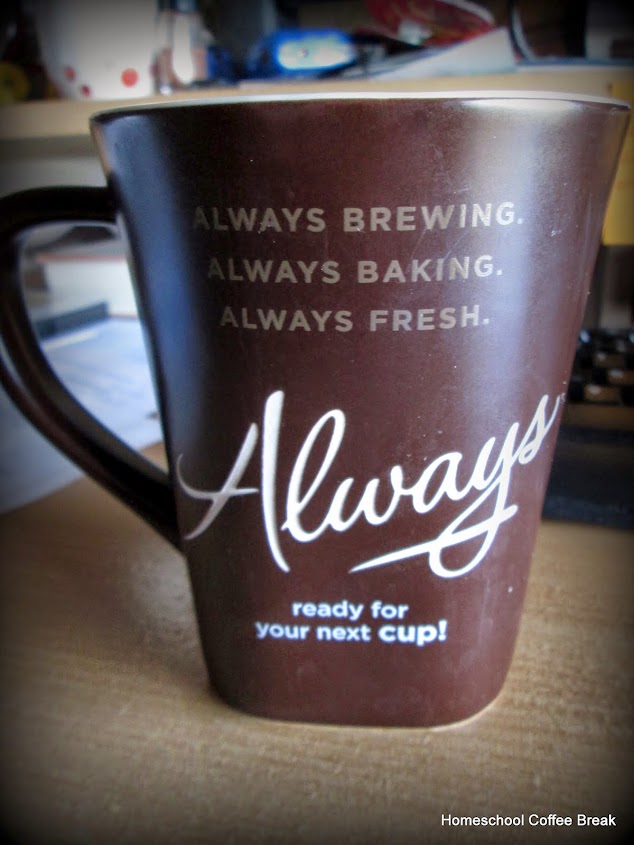 ALWAYS BREWING.
ALWAYS BAKING.
ALWAYS FRESH.
Always
ready for
your next cup!
Homeschool Coffee Break